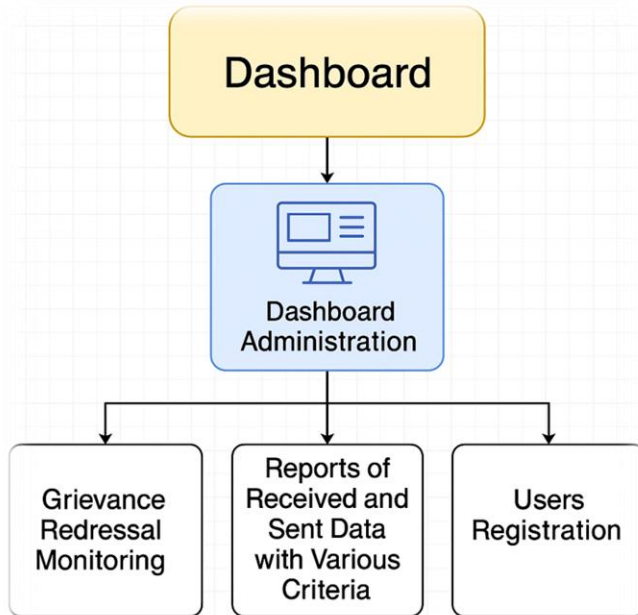 Dashboard
Dashboard
Administration
Grievance
Redressal
Monitoring
Reports of
Received and
Sent Data
with Various
Criteria
Users
Registration